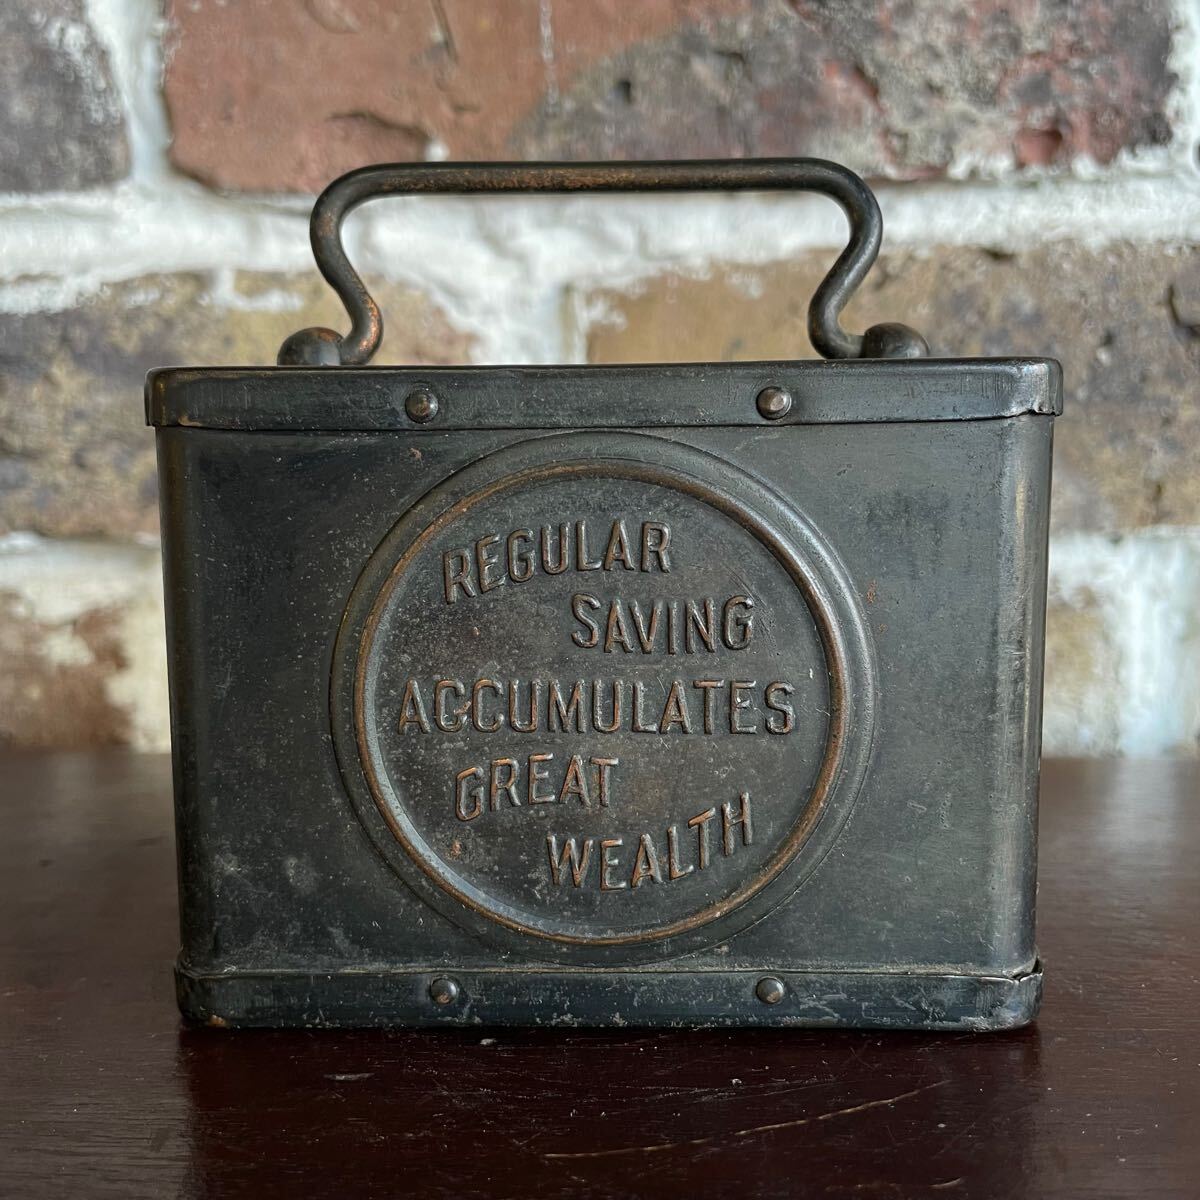 REGULAR
SAVING
ACCUMULATES
GREAT
WEALTH